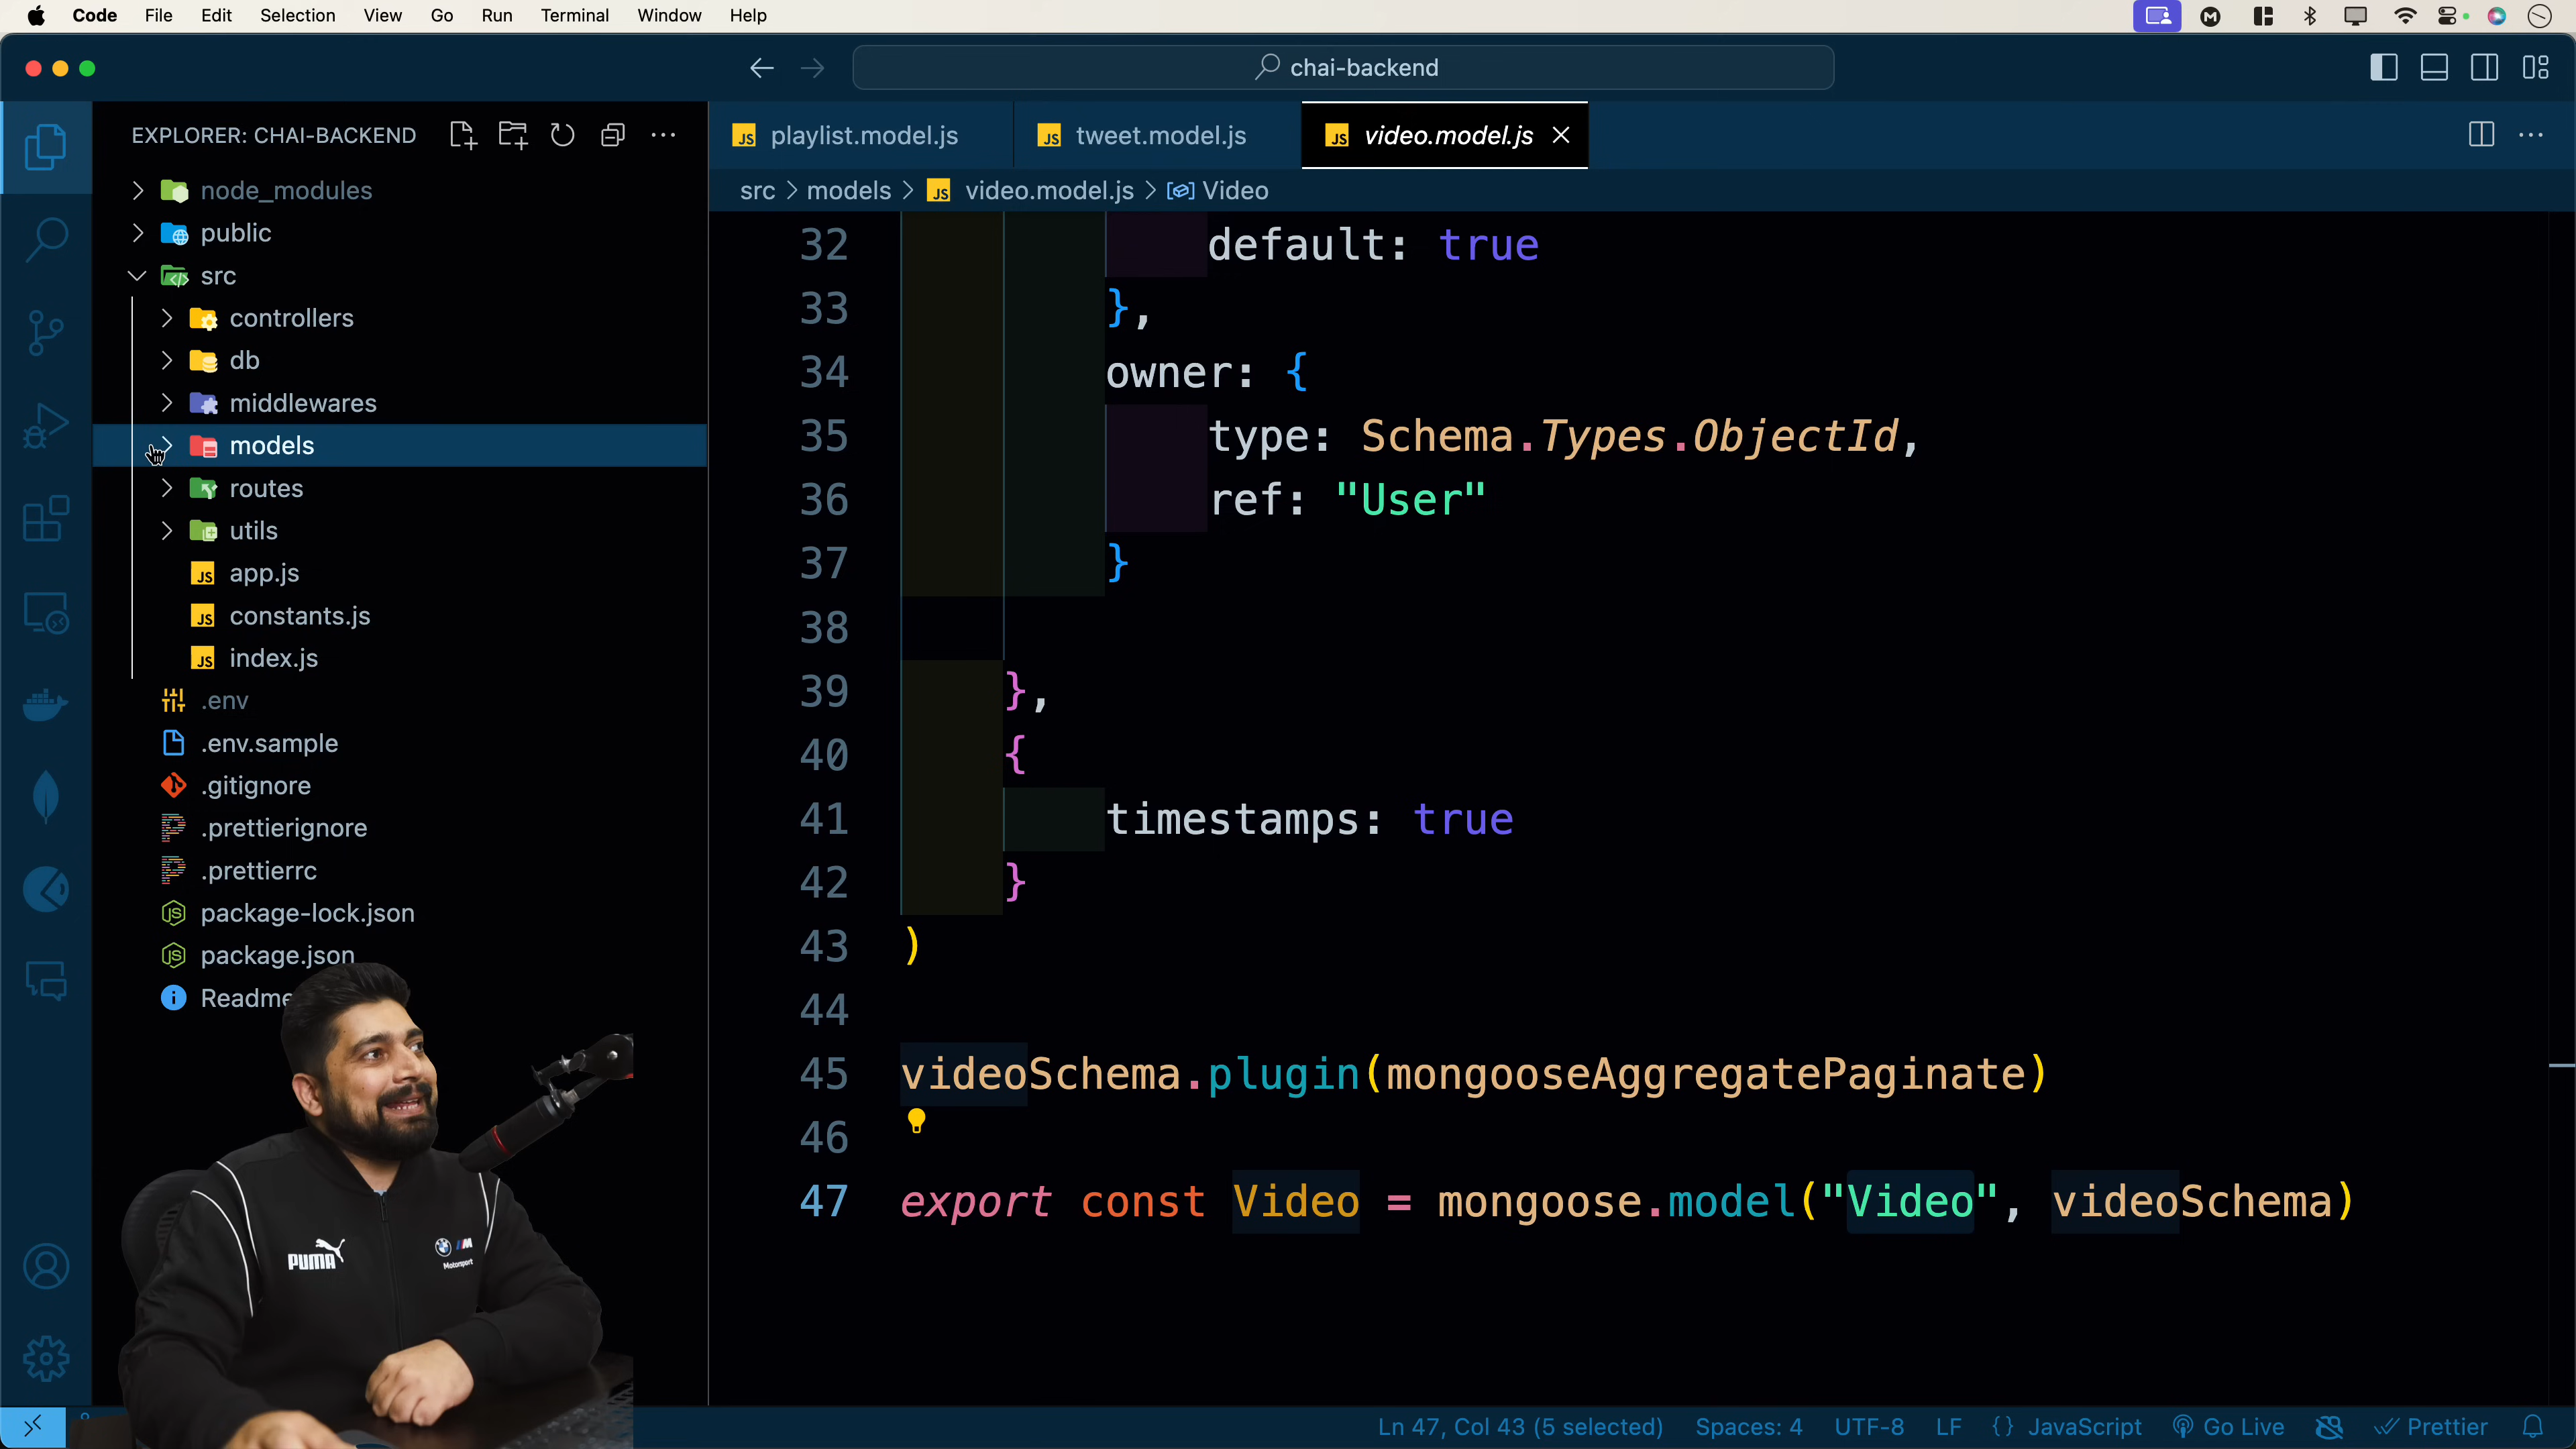 Code File Edit Selection View Go Run Terminal Window Help
chai-backend
EXPLORER: CHAI-BACKEND
playlist.model.js
tweet.model.js
video.model.js
src > models > video.model.js > Video
node_modules
public
src
controllers
db
middlewares
models
routes
utils
app.js
constants.js
index.js
.env
.env.sample
.gitignore
.prettierignore
.prettierrc
package-lock.json
package.json
32 default: true
33 },
34 owner: {
35 type: Schema.Types.ObjectId,
36 ref: "User"
37 }
38
39 },
40 {
41 timestamps: true
42 }
43 )
44
45 videoSchema.plugin(mongooseAggregatePaginate)
46
47 export const Video = mongoose.model("Video", videoSchema)
PUMA
M
Motorsport
Ln 47, Col 43 (5 selected) Spaces: 4 UTF-8 LF {} JavaScript Go Live Prettier